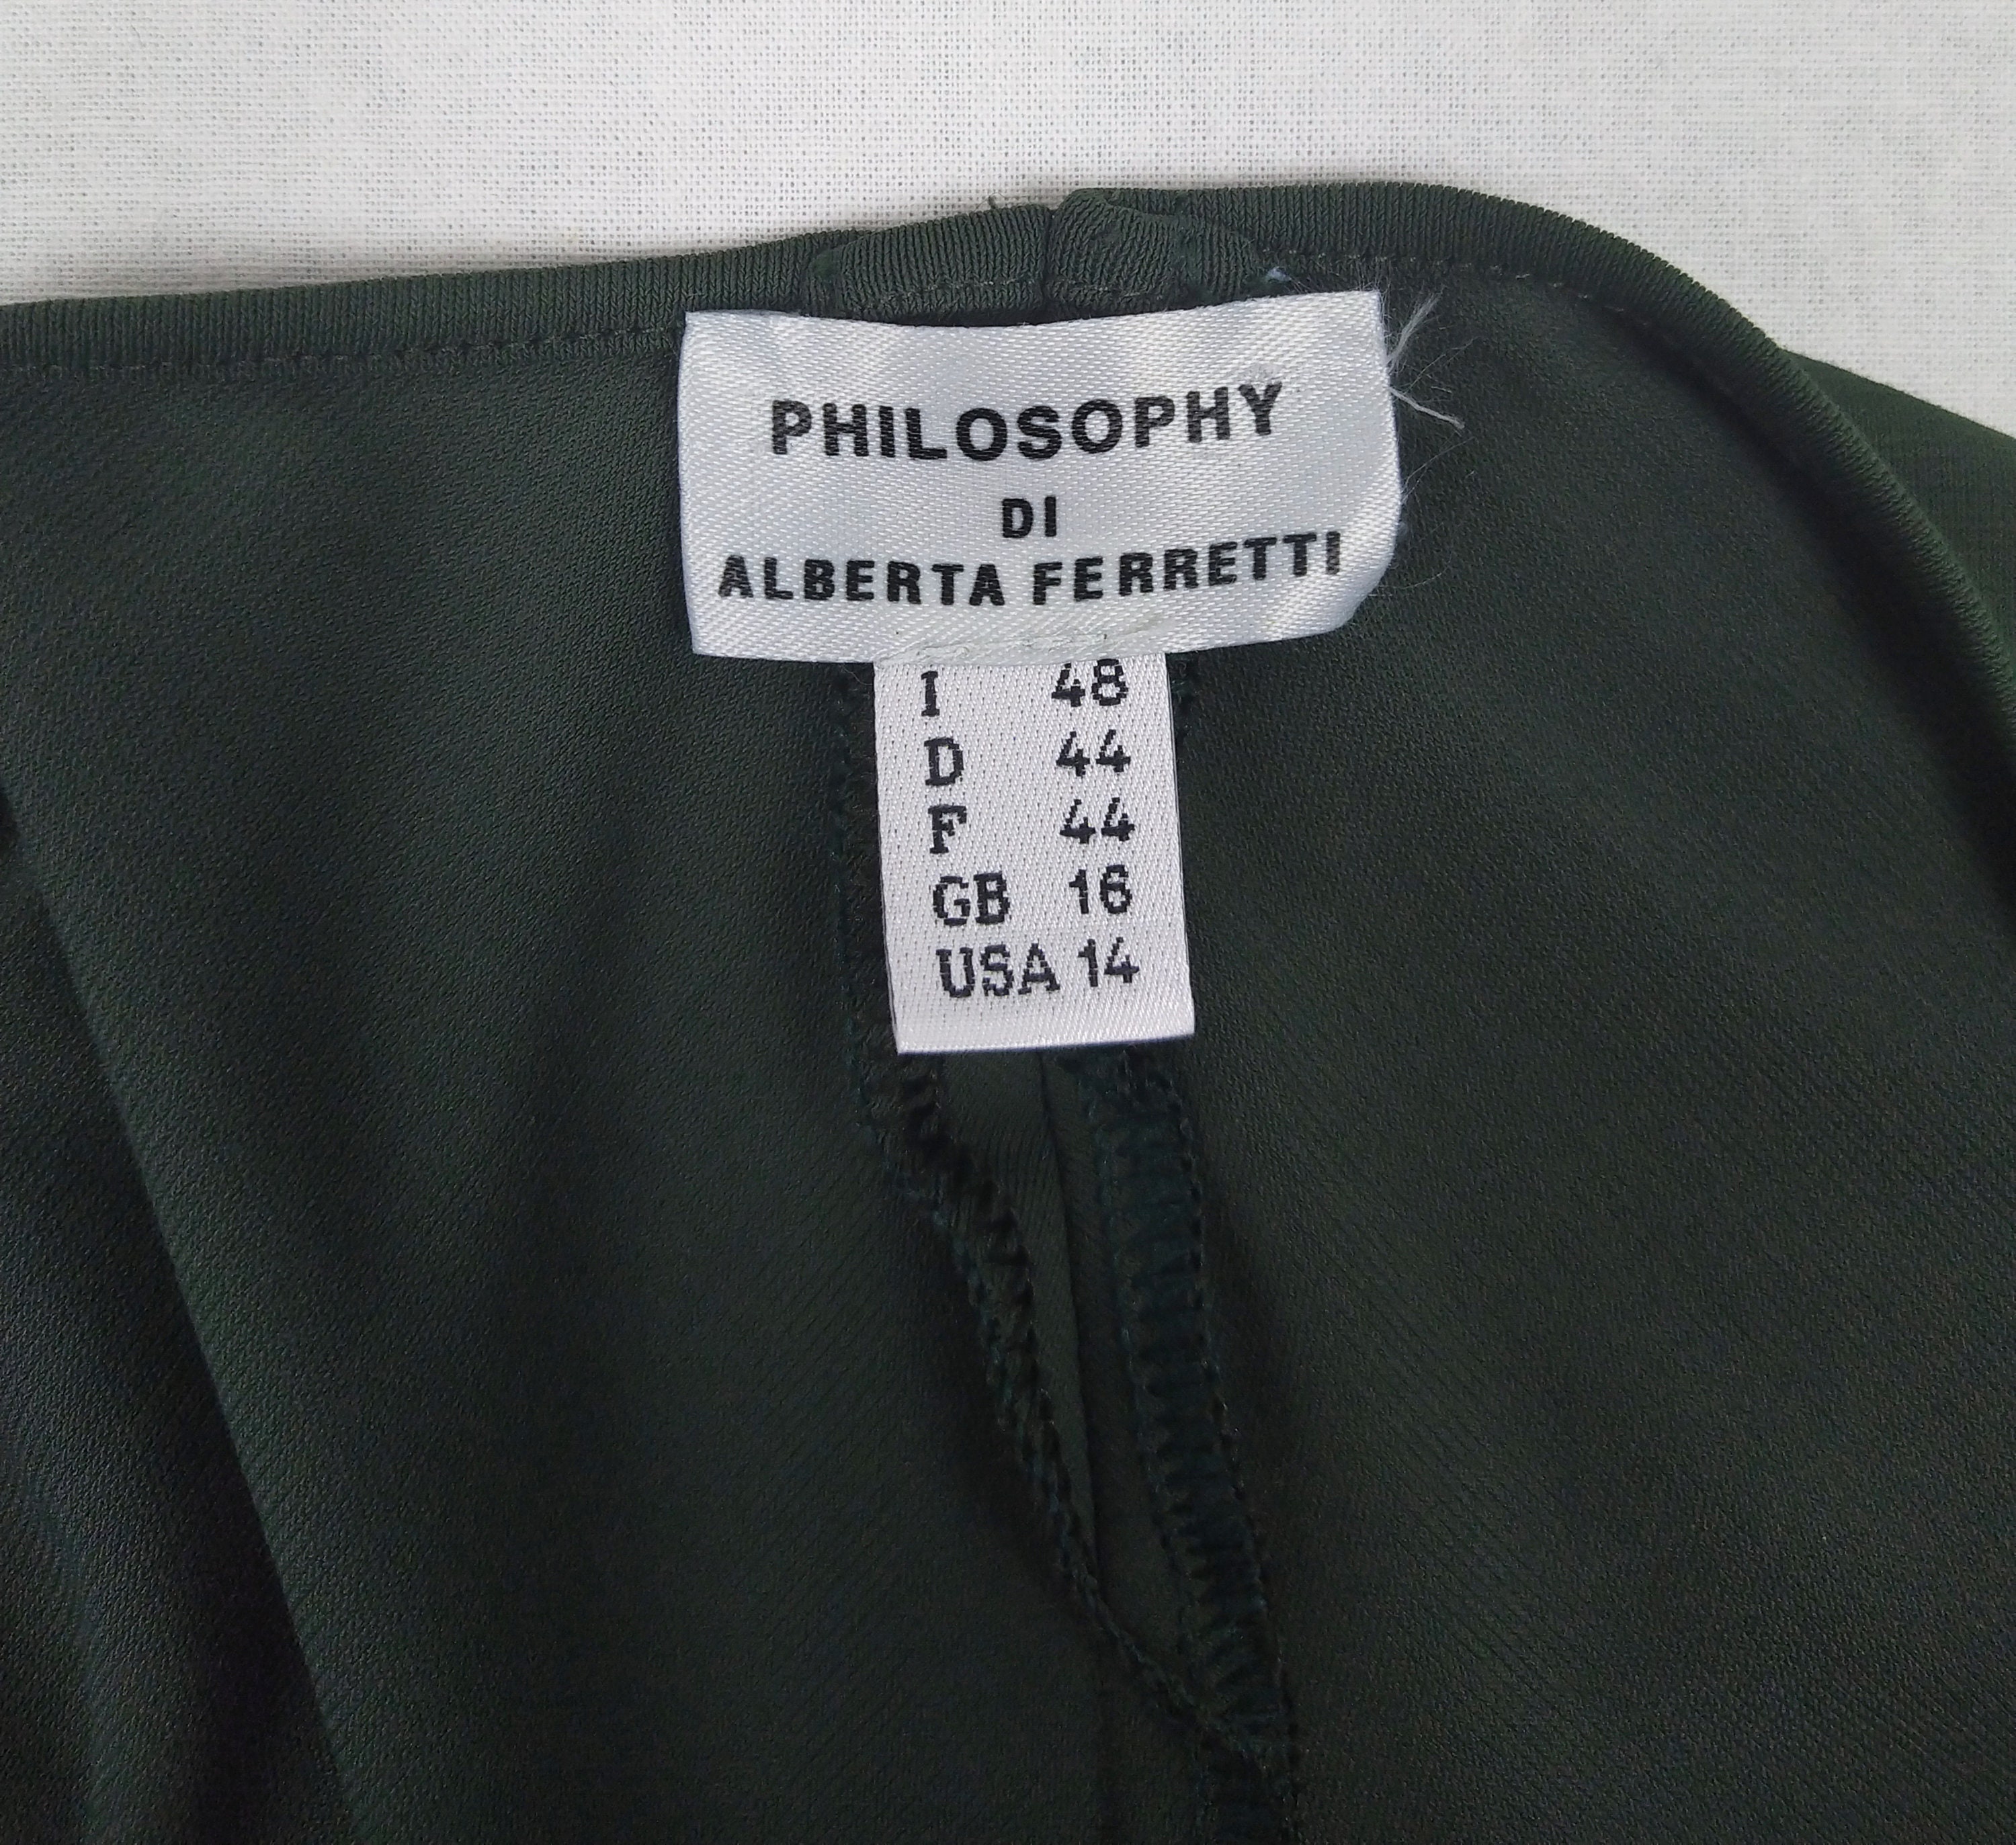 PHILOSOPHY
DI
ALBERTA FERRETTI
I 48
D 44
F 44
GB 16
USA 14